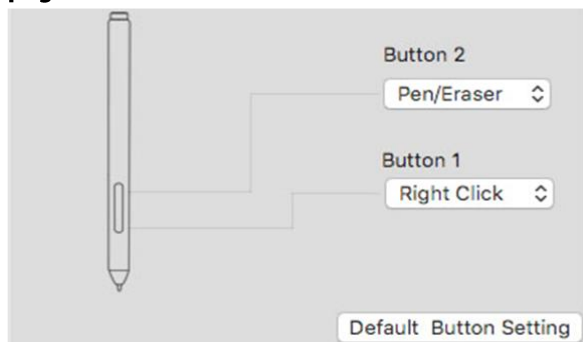 Button 2
Pen/Eraser
Button 1
Right Click
Default Button Setting